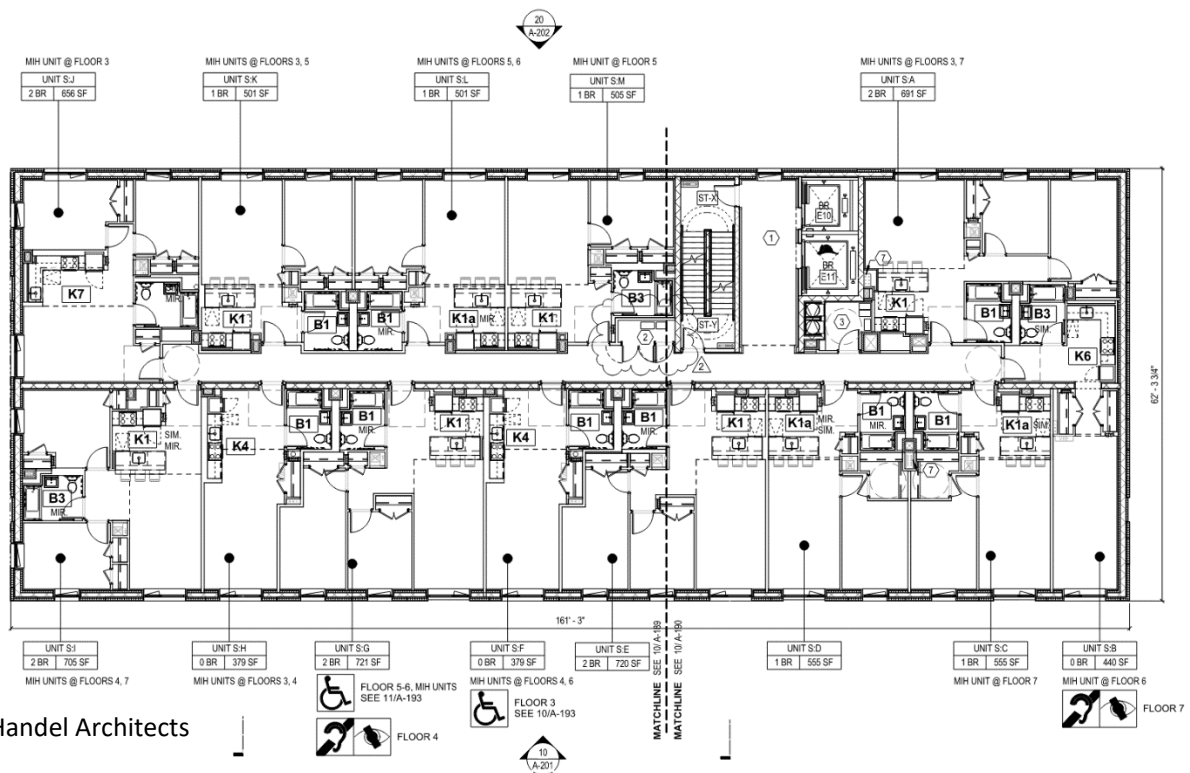 20
A-202
MIH UNIT @ FLOOR 3
UNIT S:J
2 BR 656 SF
MIH UNITS @ FLOORS 3, 5
UNIT S:K
1 BR 501 SF
MIH UNITS @ FLOORS 5, 6
UNIT S:L
1 BR 501 SF
MIH UNIT @ FLOOR 5
UNIT S:M
1 BR 505 SF
MIH UNITS @ FLOORS 3, 7
UNIT S:A
2 BR 691 SF
ST-X
BR
E10
1
BR
E11
7
K7
MIR.
K1
B1
B1
MIR.
K1a MIR.
K1
B3
2
ST-Y
2
3
K1
B1
B3
SIM.
K6
K1
SIM.
MIR.
K4
B1
B1
MIR.
K1
K4
B1
B1
MIR.
K1
K1a
MIR.
SIM.
B1
MIR.
B1
K1a
SIM.
7
B3
MIR.
62' - 3 3/4"
161' - 3"
MATCHLINE SEE 10/ A-189
MATCHLINE SEE 10/ A-190
UNIT S:I
2 BR 705 SF
MIH UNITS @ FLOORS 4, 7
UNIT S:H
0 BR 379 SF
MIH UNITS @ FLOORS 3, 4
UNIT S:G
2 BR 721 SF
FLOOR 5-6, MIH UNITS
SEE 11/A-193
FLOOR 4
UNIT S:F
0 BR 379 SF
MIH UNITS @ FLOORS 4, 6
FLOOR 3
SEE 10/A-193
UNIT S:E
2 BR 720 SF
UNIT S:D
1 BR 555 SF
UNIT S:C
1 BR 555 SF
MIH UNIT @ FLOOR 7
UNIT S:B
0 BR 440 SF
MIH UNIT @ FLOOR 6
FLOOR 7
Handel Architects
10
A-201